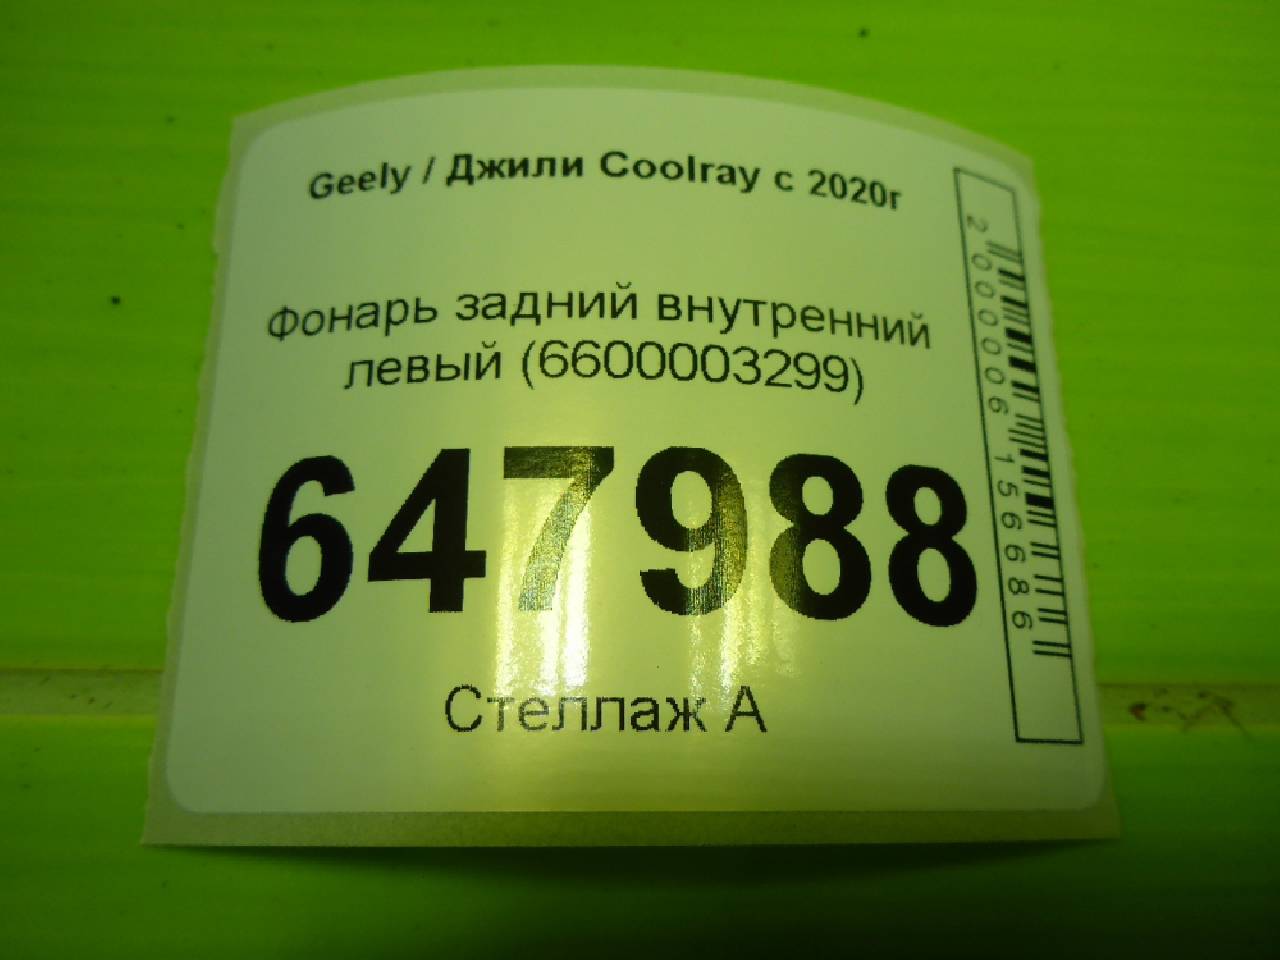 Geely / Джили Coolray с 2020г
Фонарь задний внутренний
левый (6600003299)
647988
Стеллаж А
2000006156686